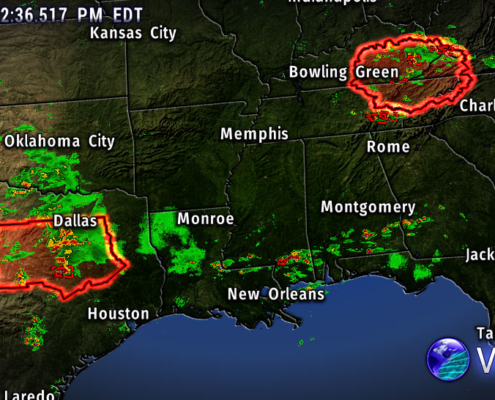 2:36.517 PM EDT
Indianapolis
Kansas City
Bowling Green
Charl
Oklahoma City
Memphis
Rome
Dallas
Monroe
Montgomery
Jack
New Orleans
Houston
Ta
V
Laredo